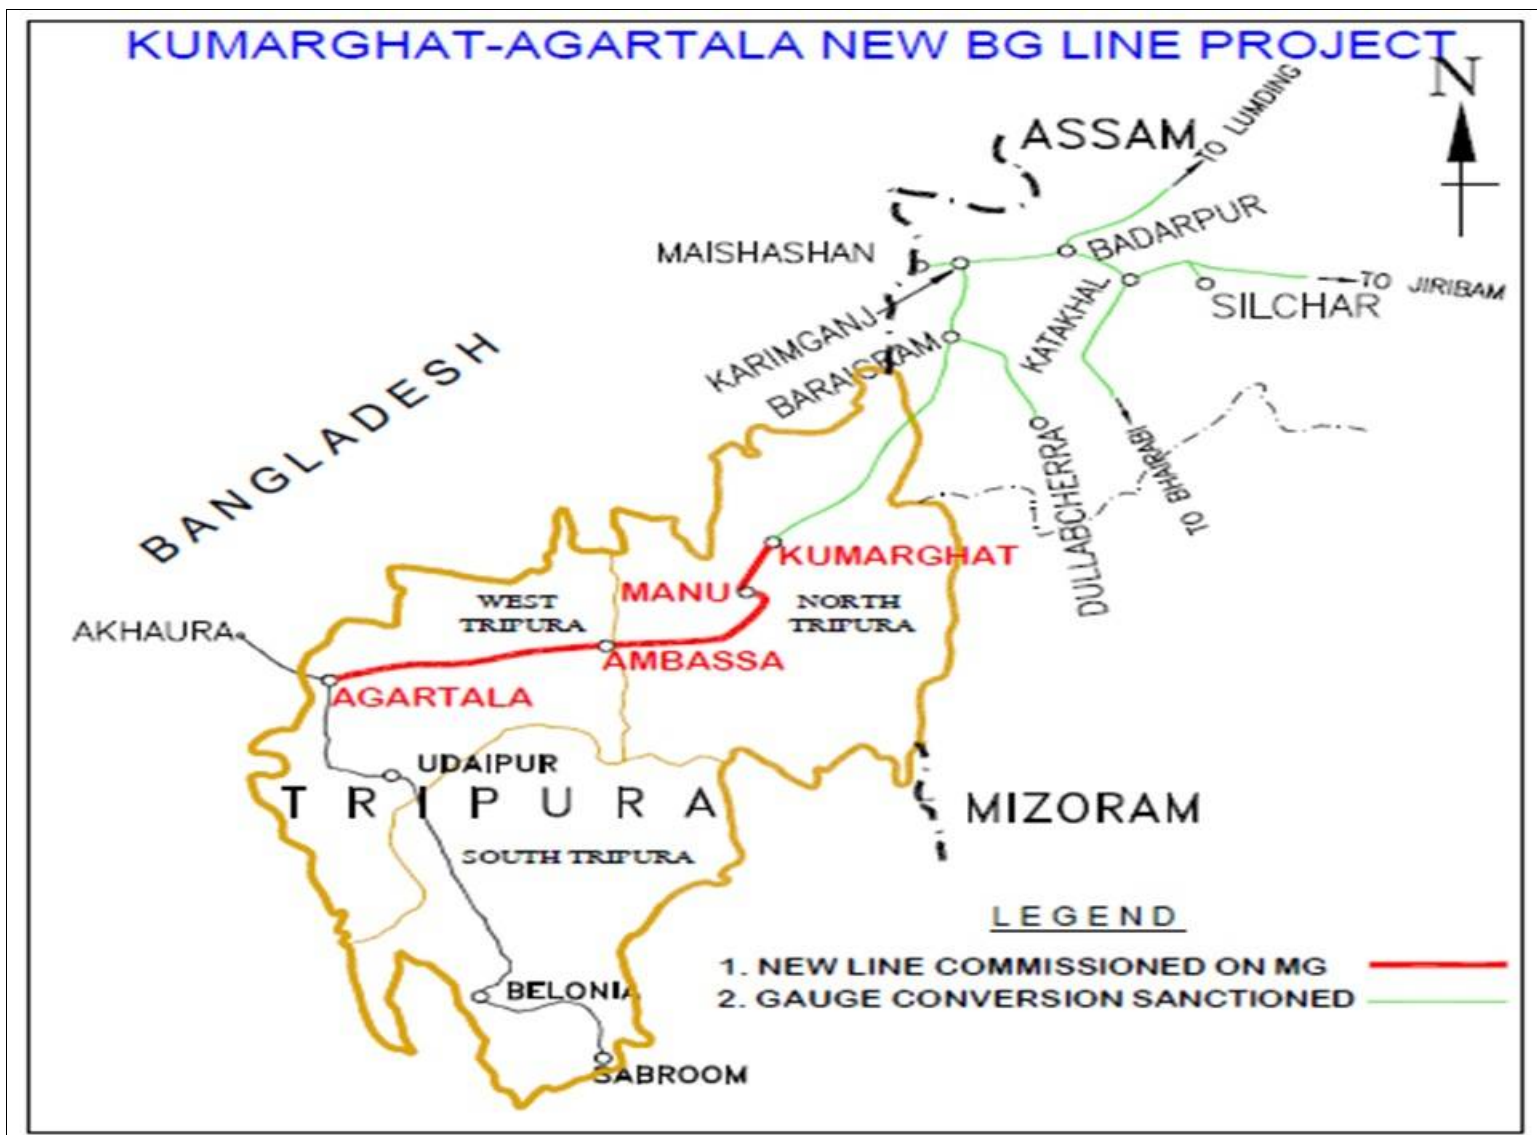 KUMARGHAT-AGARTALA NEW BG LINE PROJECT
N
ASSAM
TO LUMDING
MAISHASHAN
BADARPUR
TO JIRIBAM
SILCHAR
KATAKHAL
KARIMGANJ
BARAIGRAM
BANGLADESH
DULLABCHERRA
TO BHAIRABI
KUMARGHAT
MANU
WEST
TRIPURA
NORTH
TRIPURA
AKHAURA
AMBASSA
AGARTALA
UDAIPUR
TRIPURA
MIZORAM
SOUTH TRIPURA
LEGEND
1. NEW LINE COMMISSIONED ON MG
2. GAUGE CONVERSION SANCTIONED
BELONIA
SABROOM